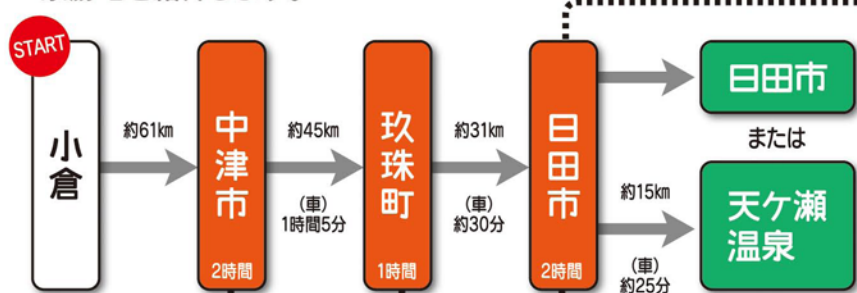 START
小倉
約61km
中津市
2時間
約45km
(車)
1時間5分
玖珠町
1時間
約31km
(車)
約30分
日田市
2時間
日田市
または
約15km
(車)
約25分
天ケ瀬
温泉